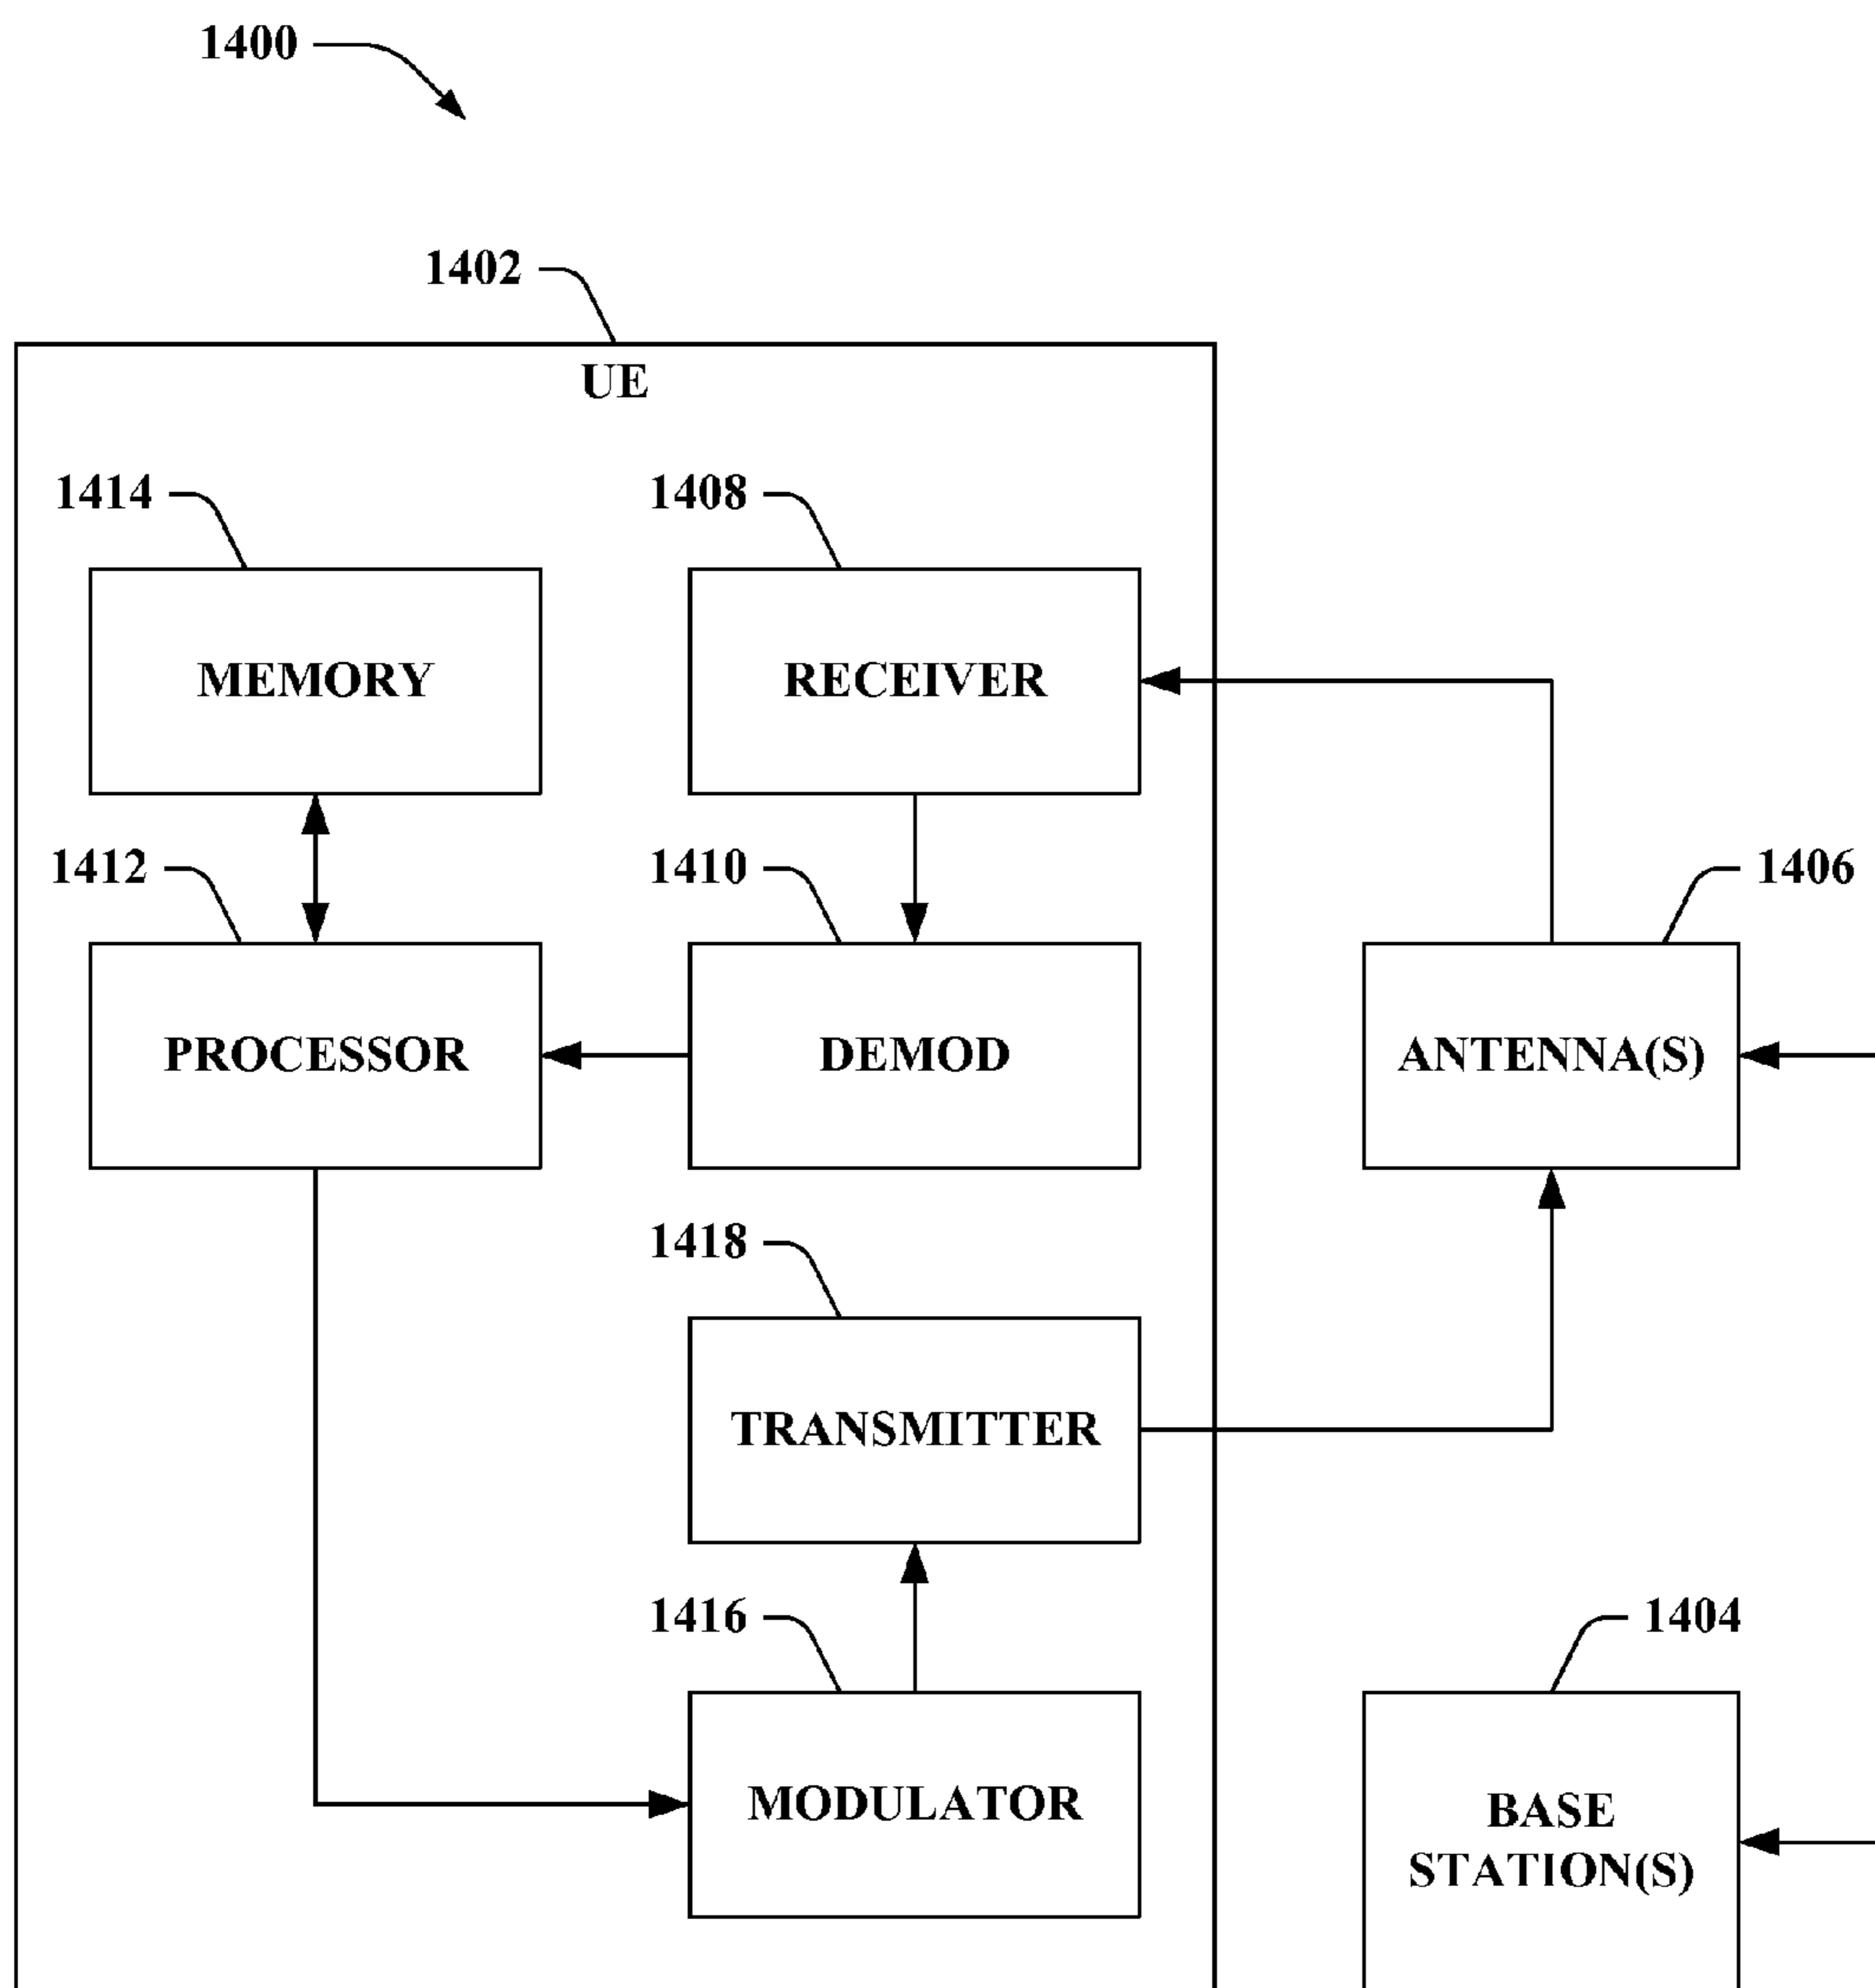 1400
1402
UE
1414
1408
MEMORY
RECEIVER
1412
1410
1406
PROCESSOR
DEMOD
ANTENNA(S)
1418
TRANSMITTER
1416
1404
MODULATOR
BASE
STATION(S)